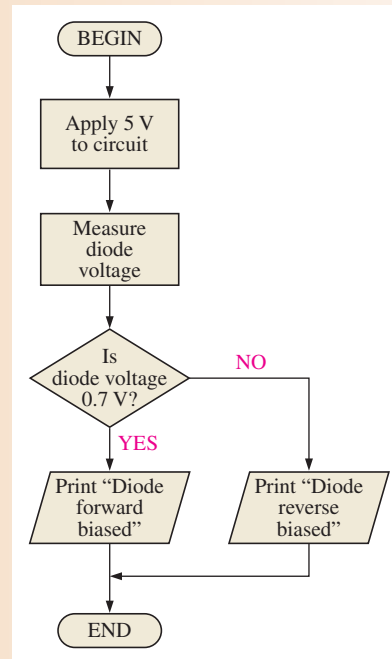 BEGIN
Apply 5 V
to circuit
Measure
diode
voltage
Is
diode voltage
0.7 V?
NO
YES
Print “Diode
forward
biased”
Print “Diode
reverse
biased”
END